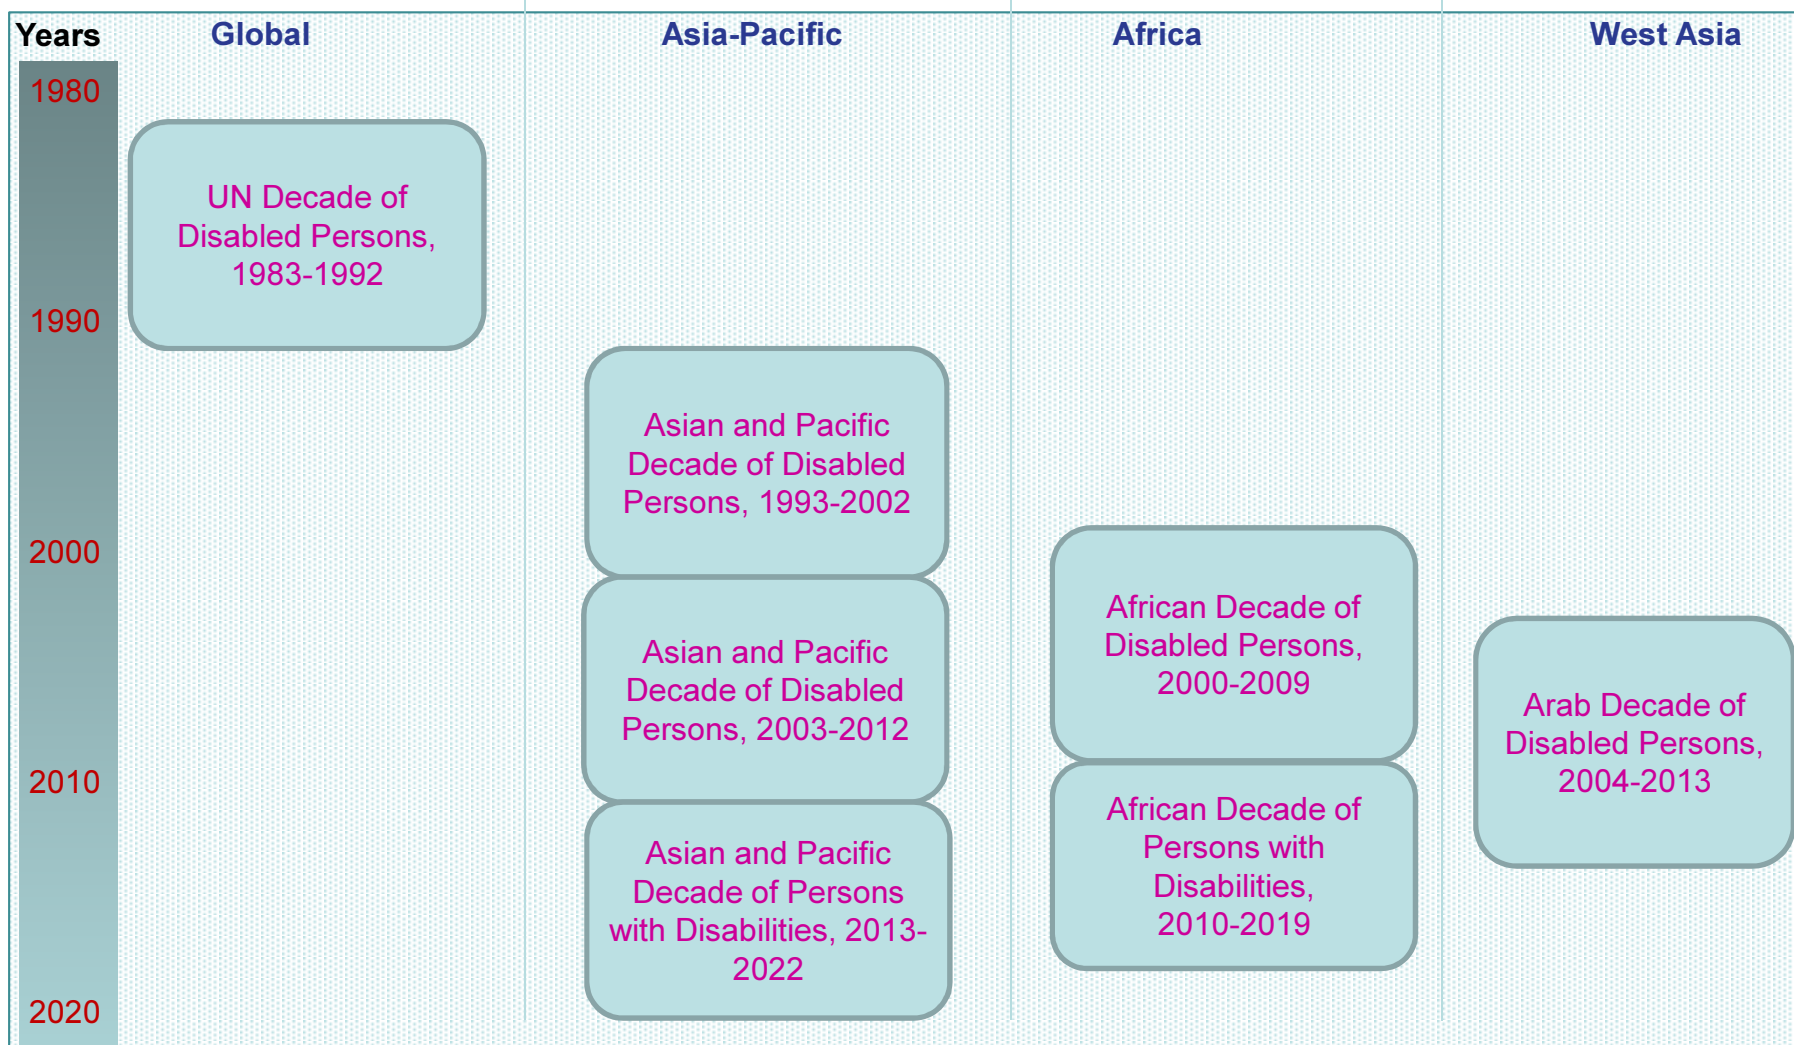 Years Global Asia-Pacific Africa West Asia
1980
UN Decade of
Disabled Persons,
1983-1992
1990
Asian and Pacific
Decade of Disabled
Persons, 1993-2002
2000
African Decade of
Disabled Persons,
2000-2009
Asian and Pacific
Decade of Disabled
Persons, 2003-2012
Arab Decade of
Disabled Persons,
2004-2013
2010
African Decade of
Persons with
Disabilities,
2010-2019
Asian and Pacific
Decade of Persons
with Disabilities, 2013-
2022
2020